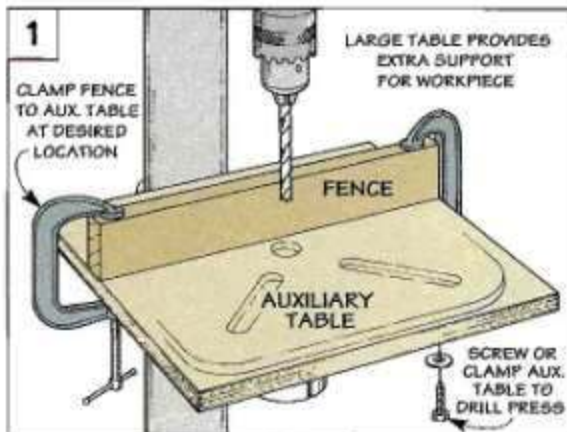 1
LARGE TABLE PROVIDES
EXTRA SUPPORT
FOR WORKPIECE
CLAMP FENCE
TO AUX. TABLE
AT DESIRED
LOCATION
FENCE
AUXILIARY
TABLE
SCREW OR
CLAMP AUX.
TABLE TO
DRILL PRESS